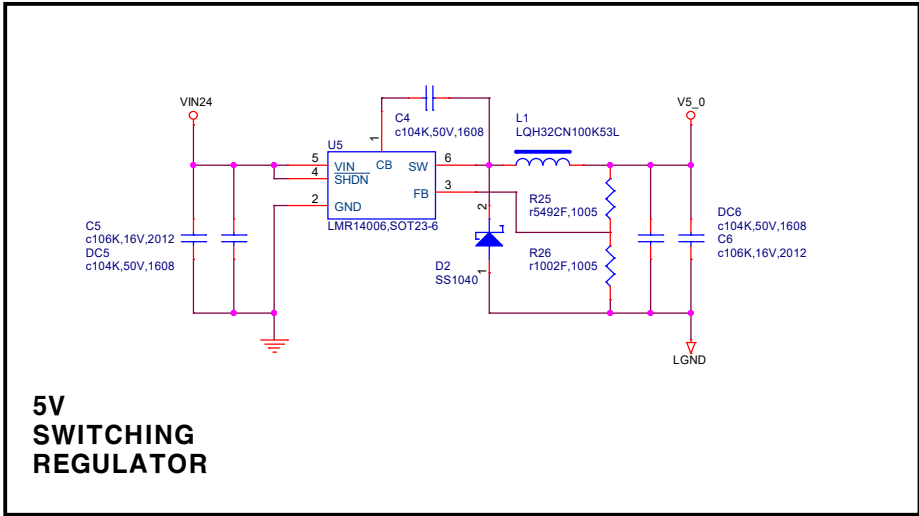 VIN24
V5_0
C4
c104K,50V,1608
L1
LQH32CN100K53L
1
U5
5
VIN
CB
SW
6
4
SHDN
FB
3
2
GND
LMR14006,SOT23-6
R25
r5492F,1005
2
DC6
c104K,50V,1608
C6
c106K,16V,2012
C5
c106K,16V,2012
DC5
c104K,50V,1608
R26
r1002F,1005
D2
SS1040
1
LGND
5V
SWITCHING
REGULATOR